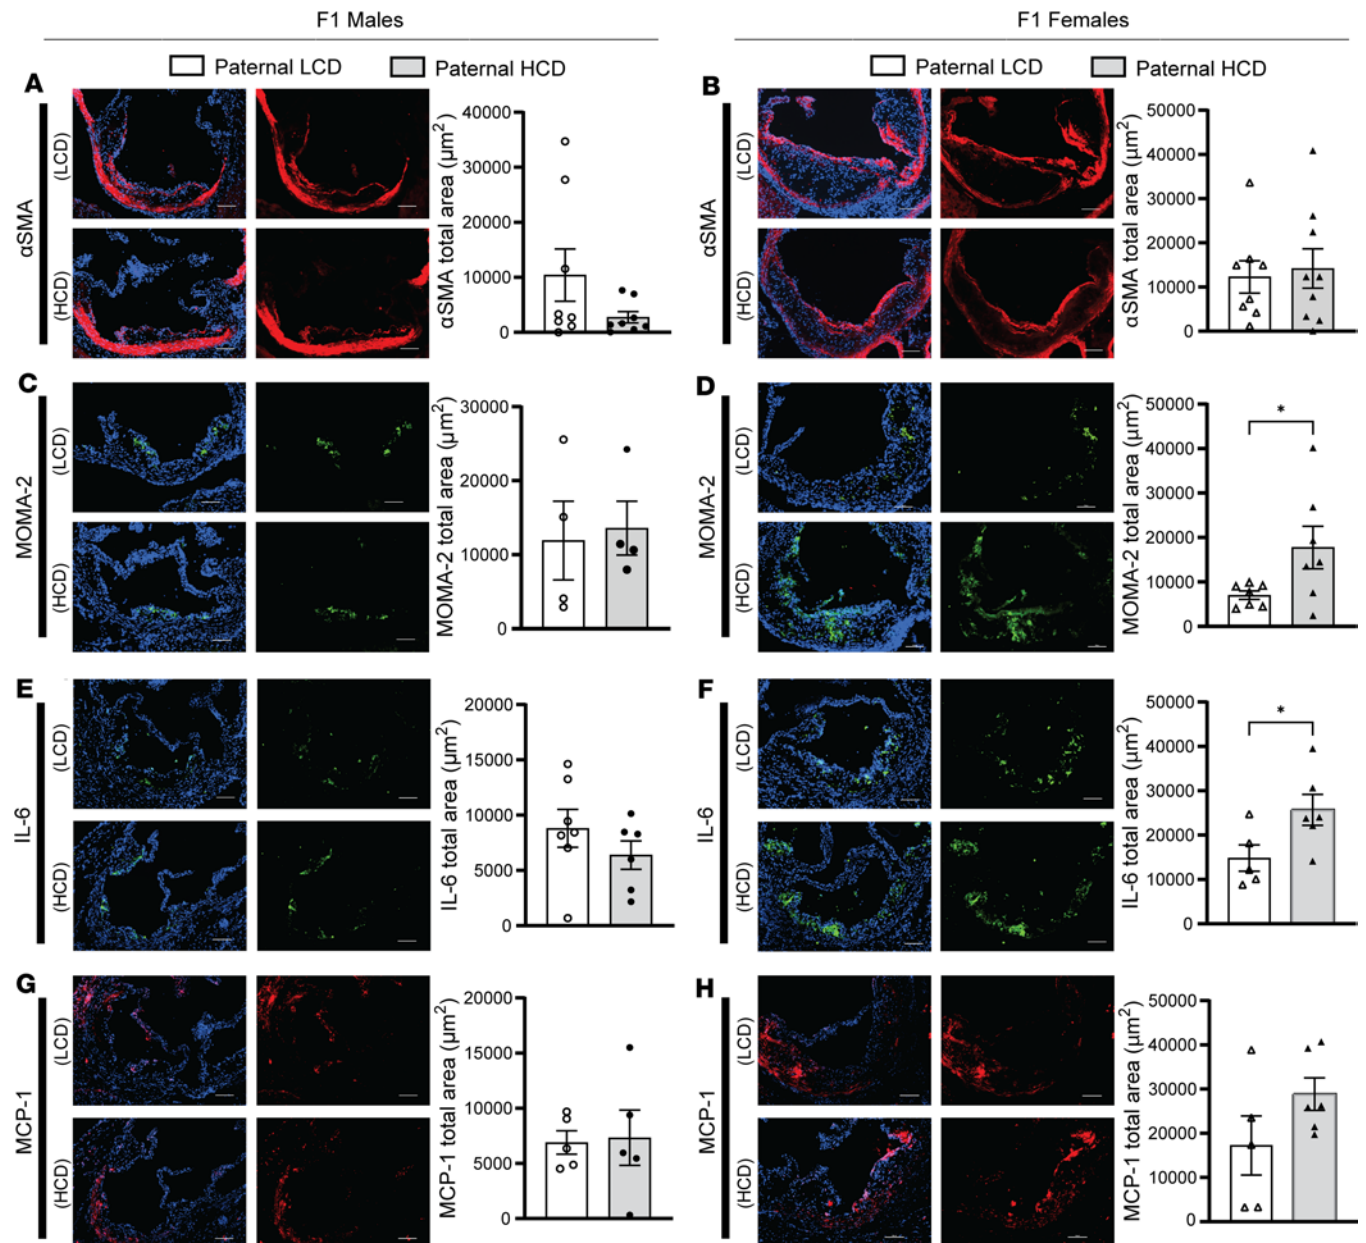 F1 Males
F1 Females
Paternal LCD
Paternal HCD
Paternal LCD
Paternal HCD
A
αSMA
(LCD)
(HCD)
αSMA total area (µm²)
40000
30000
20000
10000
0
B
αSMA
(LCD)
(HCD)
αSMA total area (µm²)
50000
40000
30000
20000
10000
0
C
MOMA-2
(LCD)
(HCD)
MOMA-2 total area (µm²)
30000
20000
10000
0
D
MOMA-2
(LCD)
(HCD)
MOMA-2 total area (µm²)
50000
40000
30000
20000
10000
0
*
E
IL-6
(LCD)
(HCD)
IL-6 total area (µm²)
20000
15000
10000
5000
0
F
IL-6
(LCD)
(HCD)
IL-6 total area (µm²)
50000
40000
30000
20000
10000
0
*
G
MCP-1
(LCD)
(HCD)
MCP-1 total area (µm²)
20000
15000
10000
5000
0
H
MCP-1
(LCD)
(HCD)
MCP-1 total area (µm²)
50000
40000
30000
20000
10000
0